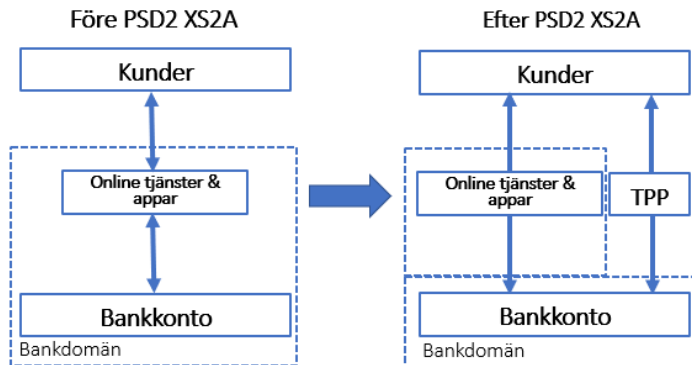 Före PSD2 XS2A
Kunder
Online tjänster &
appar
Bankkonto
Bankdomän
Efter PSD2 XS2A
Kunder
Online tjänster &
appar
TPP
Bankkonto
Bankdomän